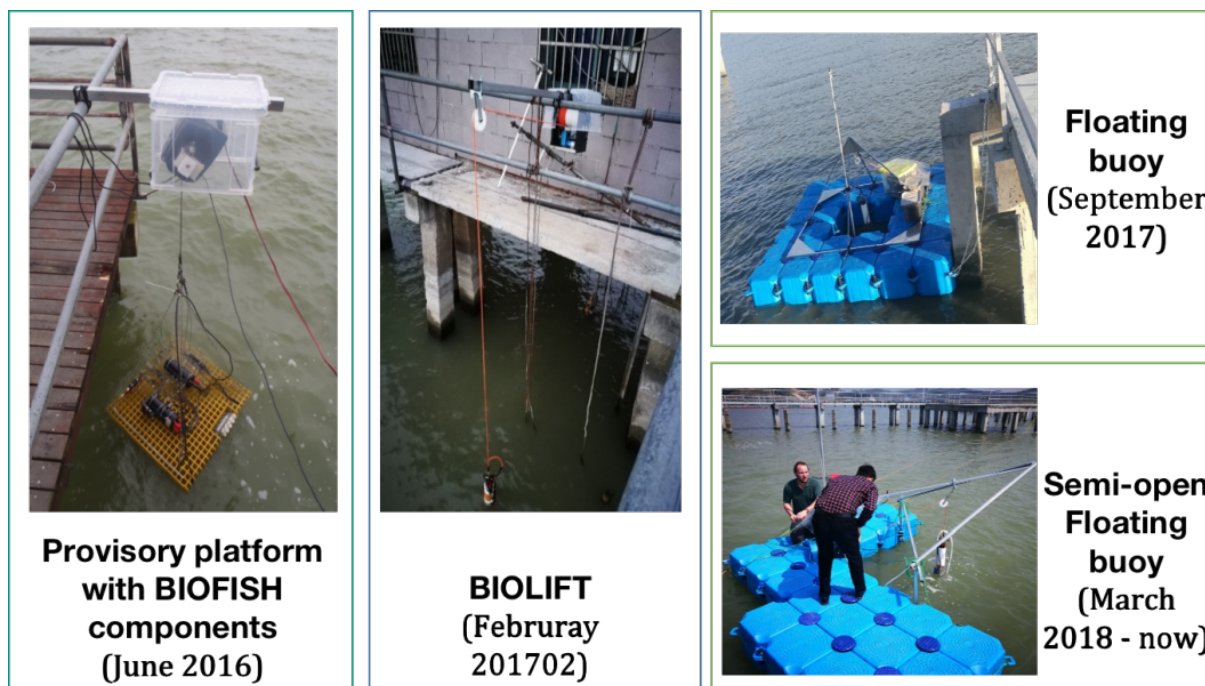 Provisory platform
with BIOFISH
components
(June 2016)
BIOLIFT
(Februray
201702)
Floating
buoy
(September
2017)
Semi-open
Floating
buoy
(March
2018 - now)